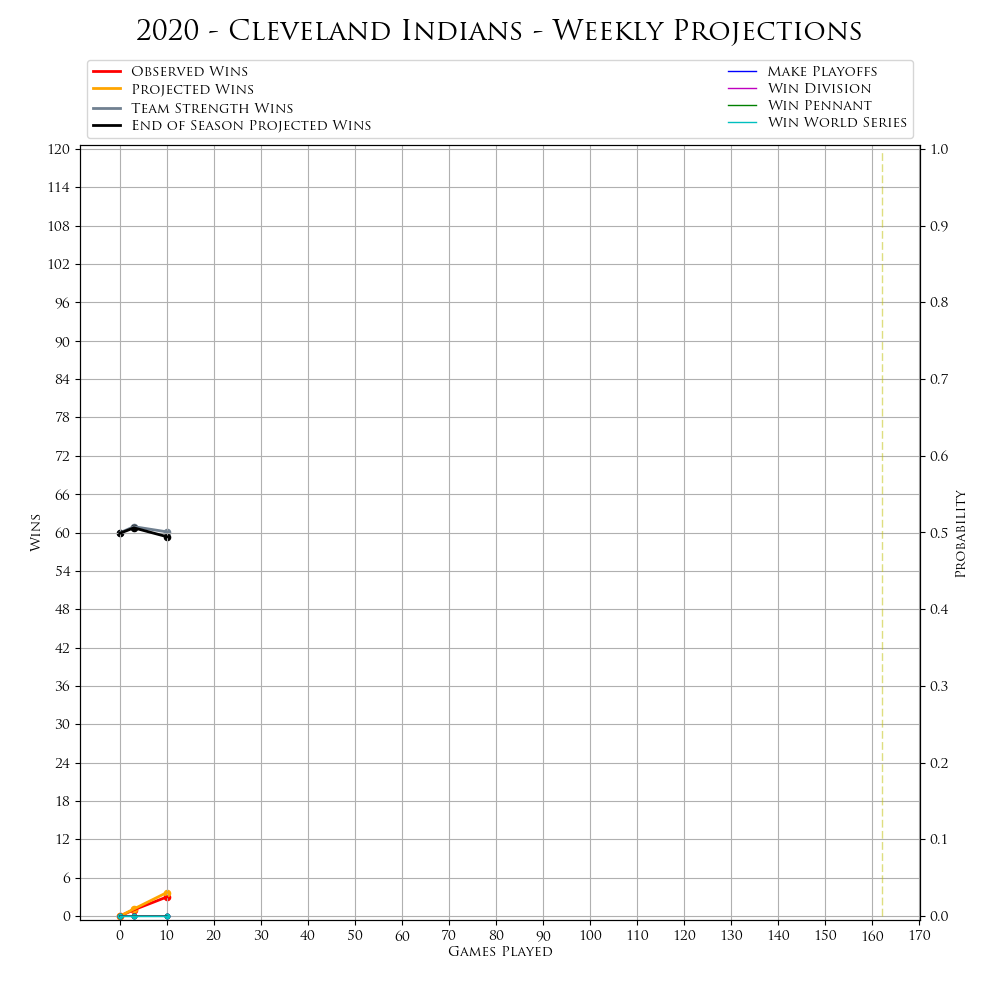 2020 - Cleveland Indians - Weekly Projections
Observed Wins
Projected Wins
Team Strength Wins
End of Season Projected Wins
Make Playoffs
Win Division
Win Pennant
Win World Series
120
114
108
102
96
90
84
78
72
66
60
54
48
42
36
30
24
18
12
6
0
Wins
1.0
0.9
0.8
0.7
0.6
0.5
0.4
0.3
0.2
0.1
0.0
Probability
0 10 20 30 40 50 60 70 80 90 100 110 120 130 140 150 160 170
Games Played